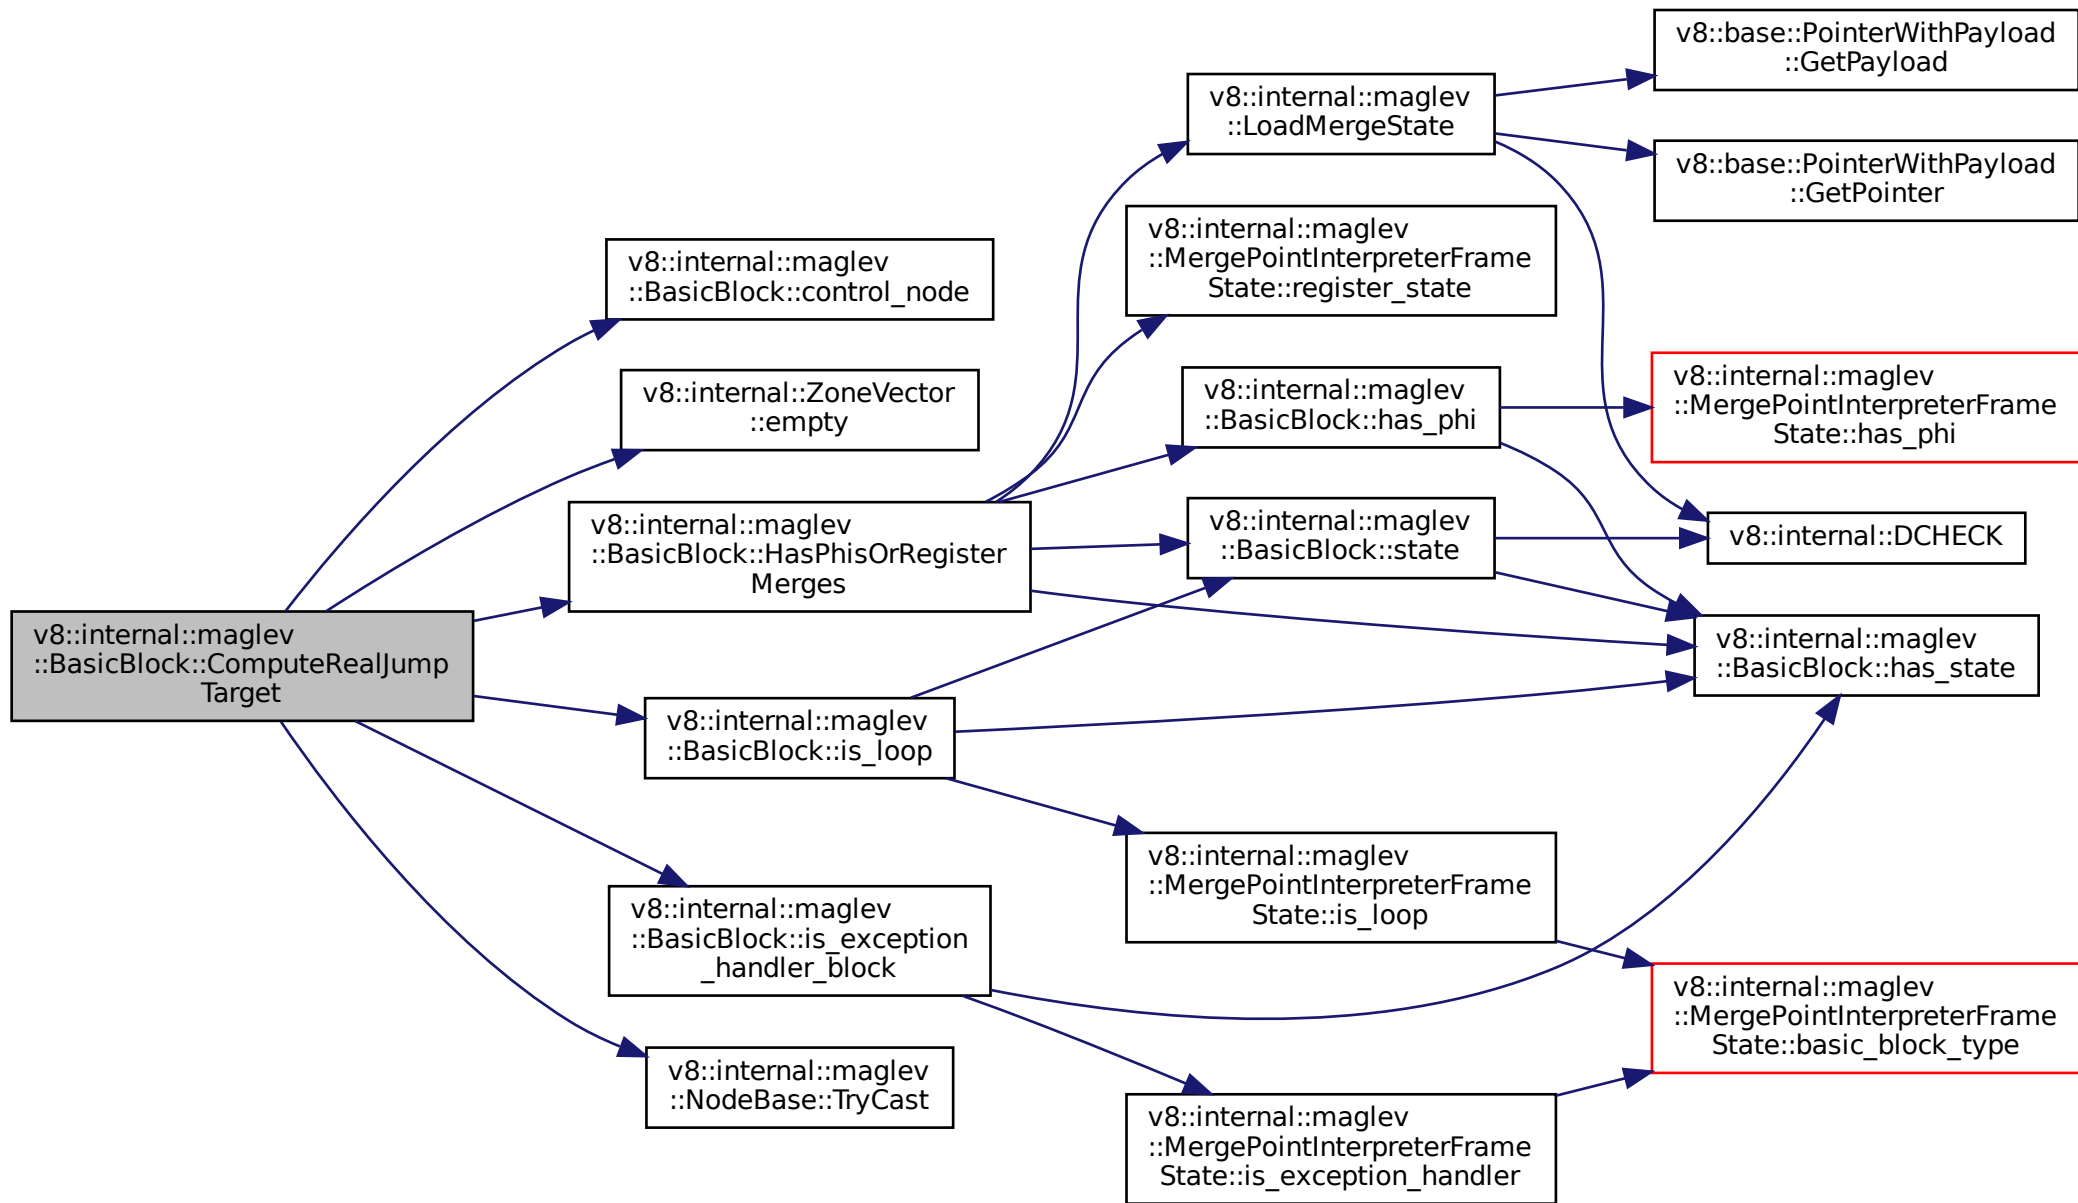 v8::internal::maglev
::BasicBlock::ComputeRealJump
Target
v8::internal::maglev
::BasicBlock::control_node
v8::internal::ZoneVector
::empty
v8::internal::maglev
::BasicBlock::HasPhisOrRegister
Merges
v8::internal::maglev
::BasicBlock::is_loop
v8::internal::maglev
::BasicBlock::is_exception
_handler_block
v8::internal::maglev
::NodeBase::TryCast
v8::internal::maglev
::LoadMergeState
v8::internal::maglev
::MergePointInterpreterFrame
State::register_state
v8::internal::maglev
::BasicBlock::has_phi
v8::internal::maglev
::BasicBlock::state
v8::internal::maglev
::MergePointInterpreterFrame
State::is_loop
v8::internal::maglev
::MergePointInterpreterFrame
State::is_exception_handler
v8::base::PointerWithPayload
::GetPayload
v8::base::PointerWithPayload
::GetPointer
v8::internal::maglev
::MergePointInterpreterFrame
State::has_phi
v8::internal::DCHECK
v8::internal::maglev
::BasicBlock::has_state
v8::internal::maglev
::MergePointInterpreterFrame
State::basic_block_type